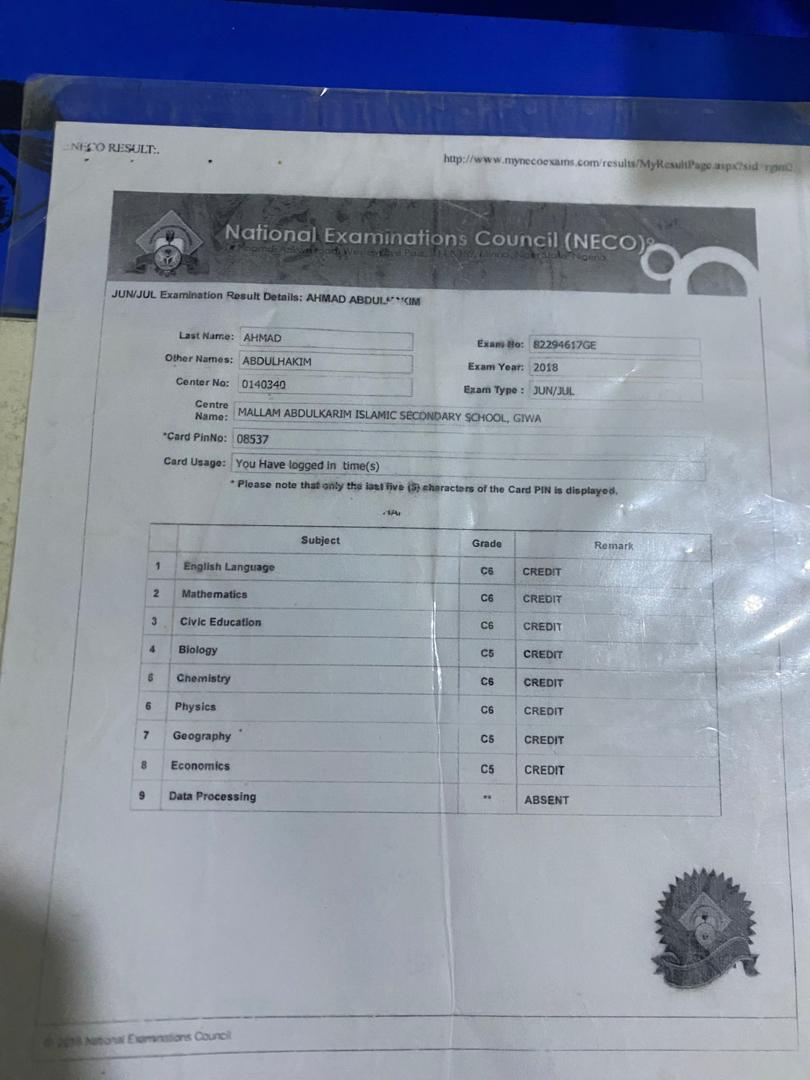 NECO RESULT:.
http://www.mynecoexams.com/results/MyResultPage.aspx?sid=
National Examinations Council (NECO)
JUN/JUL Examination Result Details: AHMAD
Last Name: AHMAD
Exam No: 82294617GE
Other Names: ABDULHAKIM
Exam Year: 2018
Center No: 0140340
Exam Type : JUN/JUL
Centre Name: MALLAM ABDULKARIM ISLAMIC SECONDARY SCHOOL, GIWA
*Card PinNo: 08537
Card Usage: You Have logged in time(s)
* Please note that only the last five (5) characters of the Card PIN is displayed.
Subject Grade Remark
1 English Language C6 CREDIT
2 Mathematics C6 CREDIT
3 Civic Education C6 CREDIT
4 Biology C5 CREDIT
5 Chemistry C6 CREDIT
6 Physics C6 CREDIT
7 Geography C5 CREDIT
8 Economics C5 CREDIT
9 Data Processing ** ABSENT
© 2018 National Examinations Council